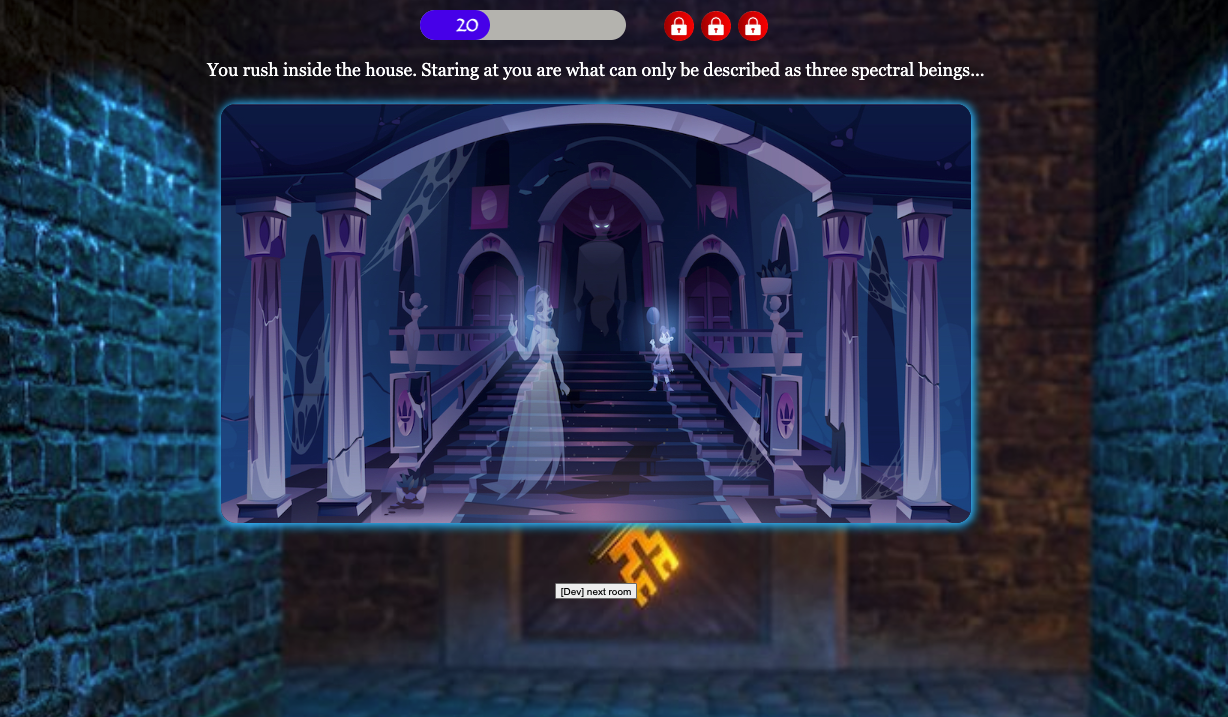 20
You rush inside the house. Staring at you are what can only be described as three spectral beings...
[Dev] next room